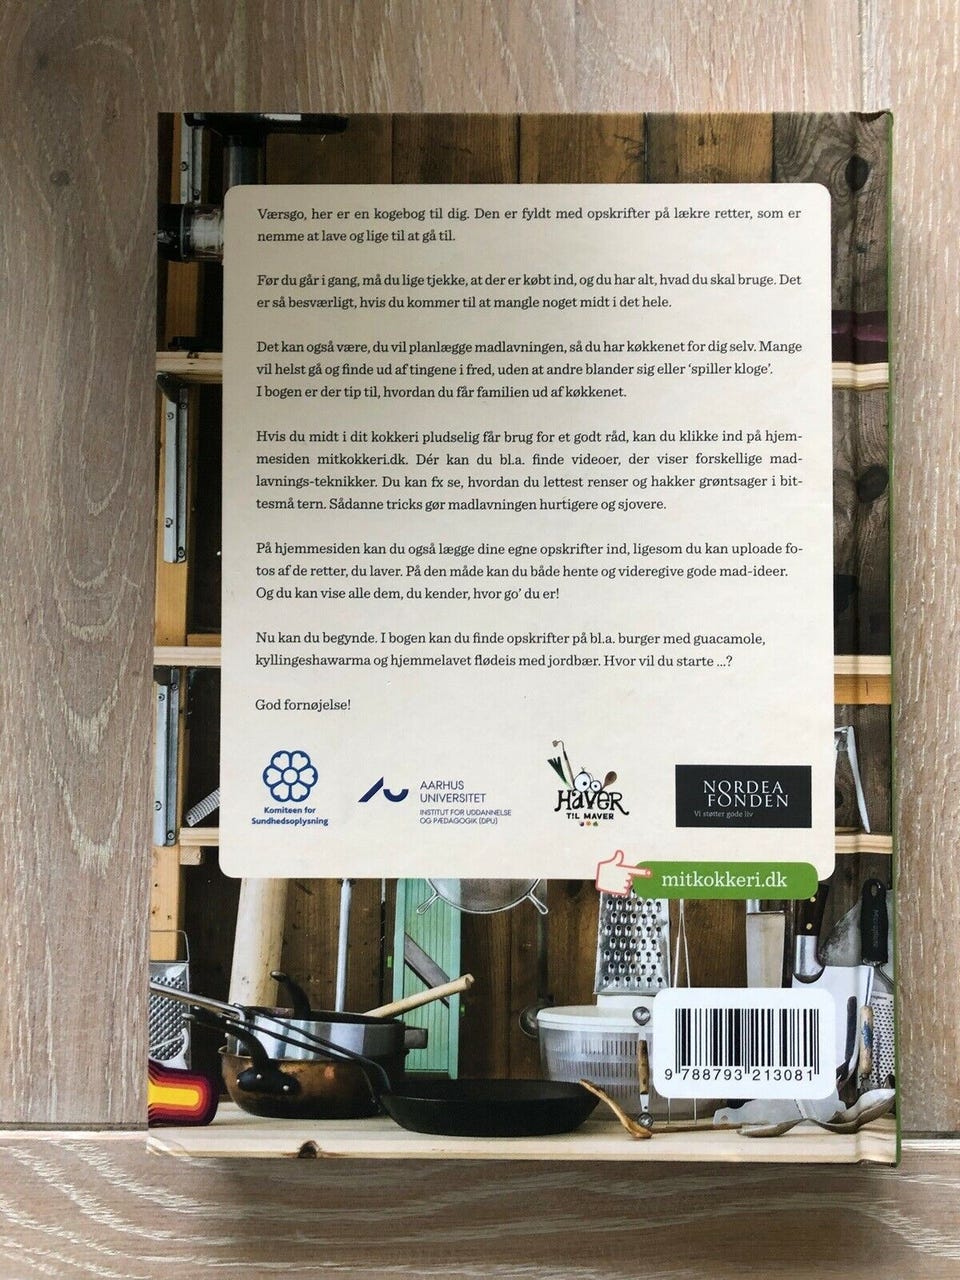 Værsgo, her er en kogebog til dig. Den er fyldt med opskrifter på lækre retter, som er
nemme at lave og lige til at gå til.
Før du går i gang, må du lige tjekke, at der er købt ind, og du har alt, hvad du skal bruge. Det
er så besværligt, hvis du kommer til at mangle noget midt i det hele.
Det kan også være, du vil planlægge madlavningen, så du har køkkenet for dig selv. Mange
vil helst gå og finde ud af tingene i fred, uden at andre blander sig eller ‘spiller kloge’.
I bogen er der tip til, hvordan du får familien ud af køkkenet.
Hvis du midt i dit kokkeri pludselig får brug for et godt råd, kan du klikke ind på hjem-
mesiden mitkokkeri.dk. Dér kan du bl.a. finde videoer, der viser forskellige mad-
lavnings-teknikker. Du kan fx se, hvordan du lettest renser og hakker grøntsager i bit-
tesmå tern. Sådanne tricks gør madlavningen hurtigere og sjovere.
På hjemmesiden kan du også lægge dine egne opskrifter ind, ligesom du kan uploade fo-
tos af de retter, du laver. På den måde kan du både hente og videregive gode mad-ideer.
Og du kan vise alle dem, du kender, hvor go’ du er!
Nu kan du begynde. I bogen kan du finde opskrifter på bl.a. burger med guacamole,
kyllingeshawarma og hjemmelavet flødeis med jordbær. Hvor vil du starte ...?
God fornøjelse!
Komiteen for
Sundhedsoplysning
AARHUS
UNIVERSITET
INSTITUT FOR UDDANNELSE
OG PÆDAGOGIK (DPU)
HAVER
TIL MAVER
NORDEA
FONDEN
Vi støtter gode liv
mitkokkeri.dk
9 788793 213081